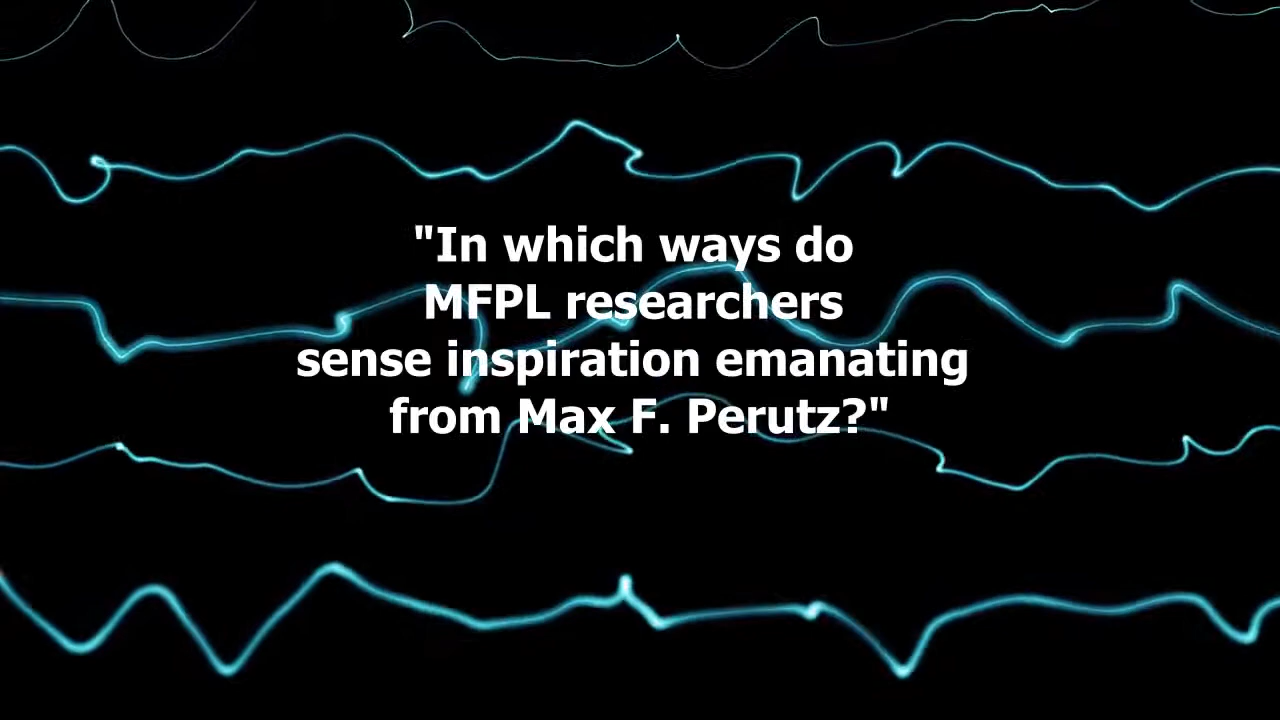 "In which ways do
MFPL researchers
sense inspiration emanating
from Max F. Perutz?"